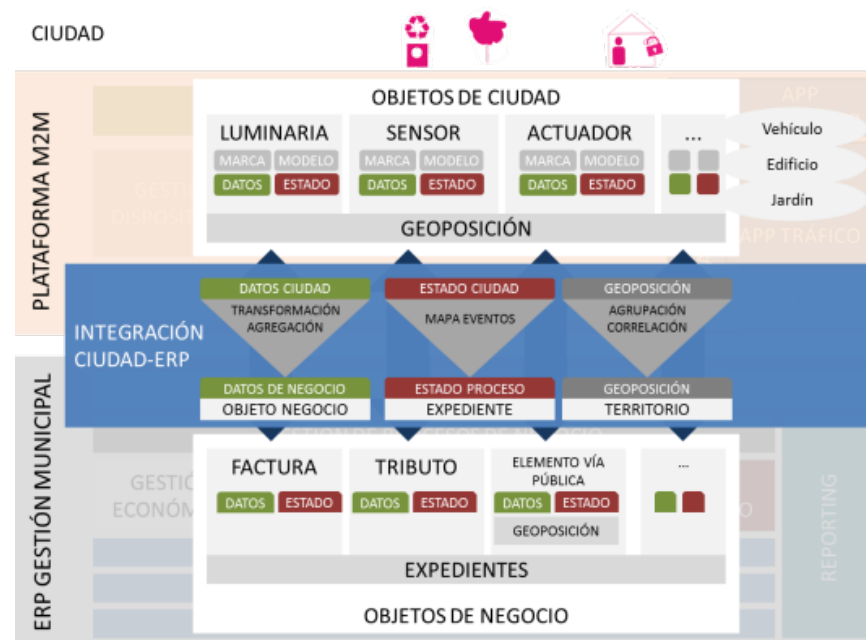 CIUDAD
PLATAFORMA M2M
OBJETOS DE CIUDAD
APP
LUMINARIA
SENSOR
ACTUADOR
...
Vehículo
MARCA MODELO
MARCA MODELO
MARCA MODELO
Edificio
DATOS ESTADO
DATOS ESTADO
DATOS ESTADO
Jardín
GEOPOSICIÓN
APP TRÁFICO
INTEGRACIÓN
CIUDAD-ERP
DATOS CIUDAD
ESTADO CIUDAD
GEOPOSICIÓN
TRANSFORMACIÓN
AGREGACIÓN
MAPA EVENTOS
AGRUPACIÓN
CORRELACIÓN
DATOS DE NEGOCIO
ESTADO PROCESO
GEOPOSICIÓN
OBJETO NEGOCIO
EXPEDIENTE
TERRITORIO
ERP GESTIÓN MUNICIPAL
FACTURA
TRIBUTO
ELEMENTO VÍA
PÚBLICA
...
DATOS ESTADO
DATOS ESTADO
DATOS ESTADO
GEOPOSICIÓN
EXPEDIENTES
OBJETOS DE NEGOCIO
REPORTING